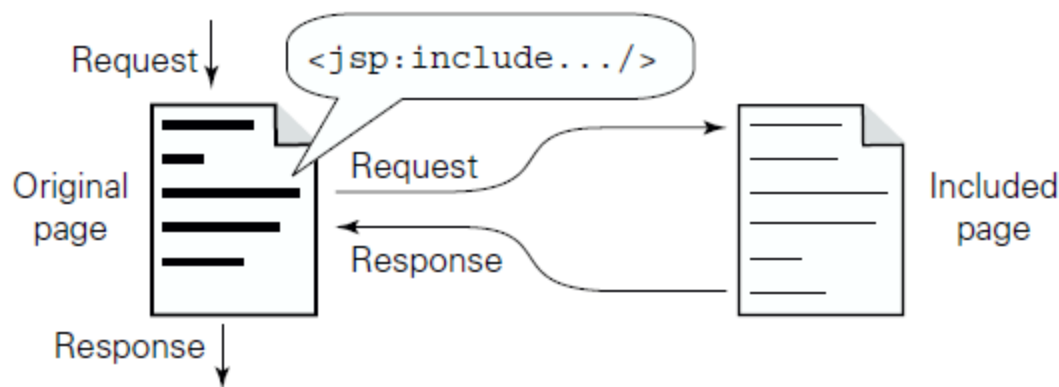 Request
<jsp:include.../>
Original
page
Request
Response
Included
page
Response